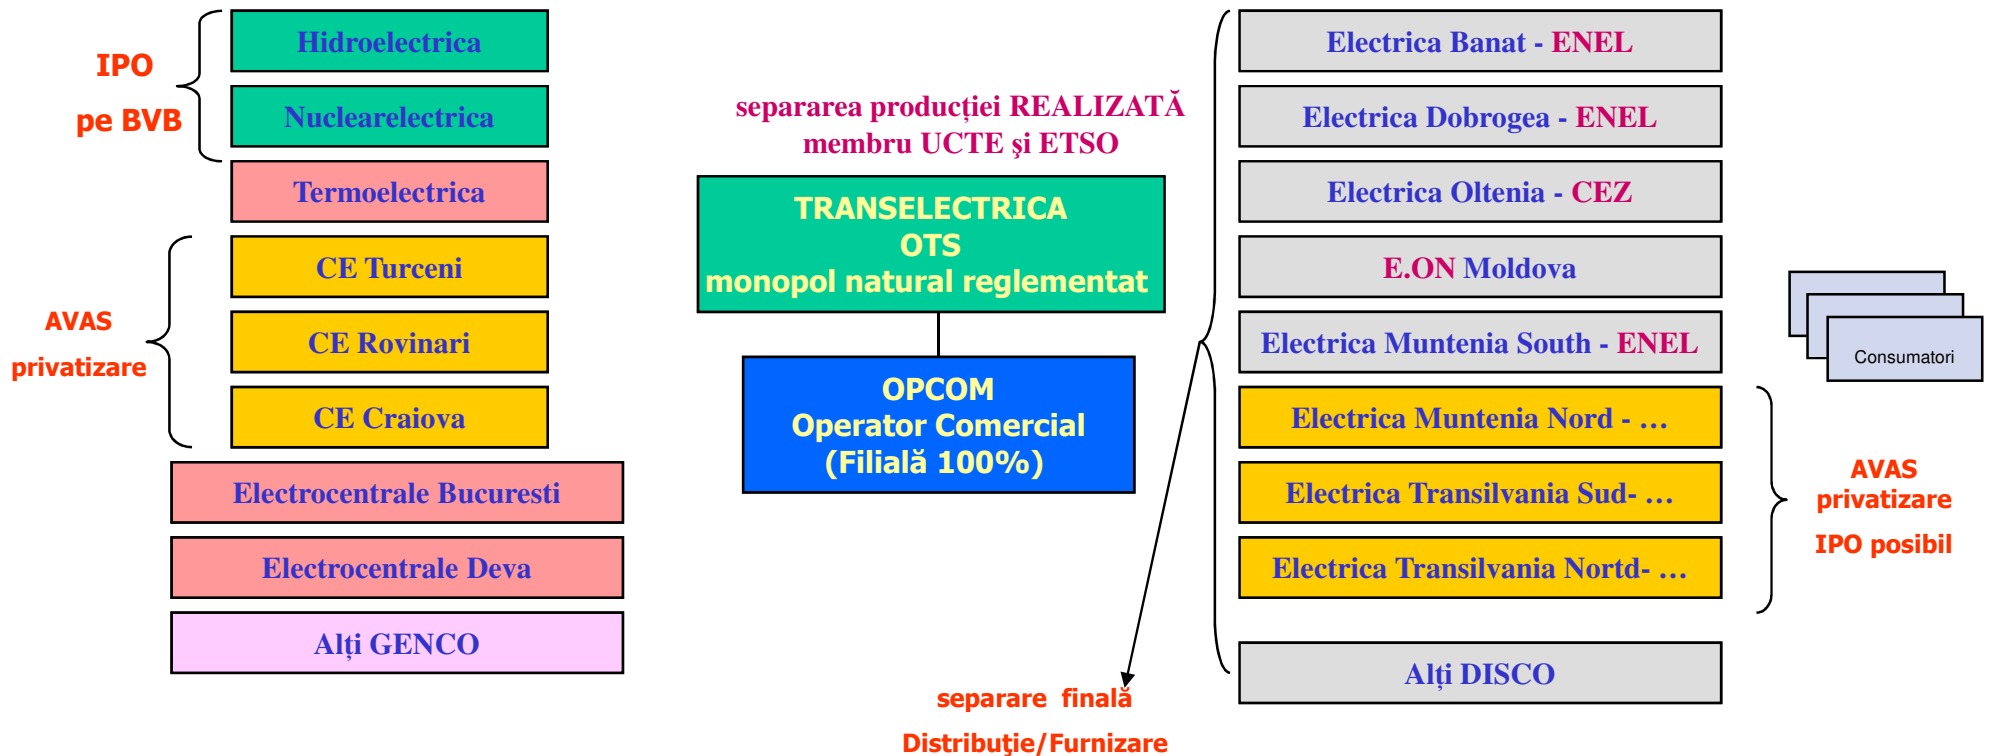 IPO
pe BVB
Hidroelectrica
Nuclearelectrica
Termoelectrica
AVAS
privatizare
CE Turceni
CE Rovinari
CE Craiova
Electrocentrale Bucuresti
Electrocentrale Deva
Alți GENCO
separarea producției REALIZATĂ
membru UCTE şi ETSO
TRANSELECTRICA
OTS
monopol natural reglementat
OPCOM
Operator Comercial
(Filială 100%)
separare finală
Distribuţie/Furnizare
Electrica Banat - ENEL
Electrica Dobrogea - ENEL
Electrica Oltenia - CEZ
E.ON Moldova
Electrica Muntenia South - ENEL
Electrica Muntenia Nord - …
Electrica Transilvania Sud- …
Electrica Transilvania Nortd- …
Alți DISCO
Consumatori
AVAS
privatizare
IPO posibil